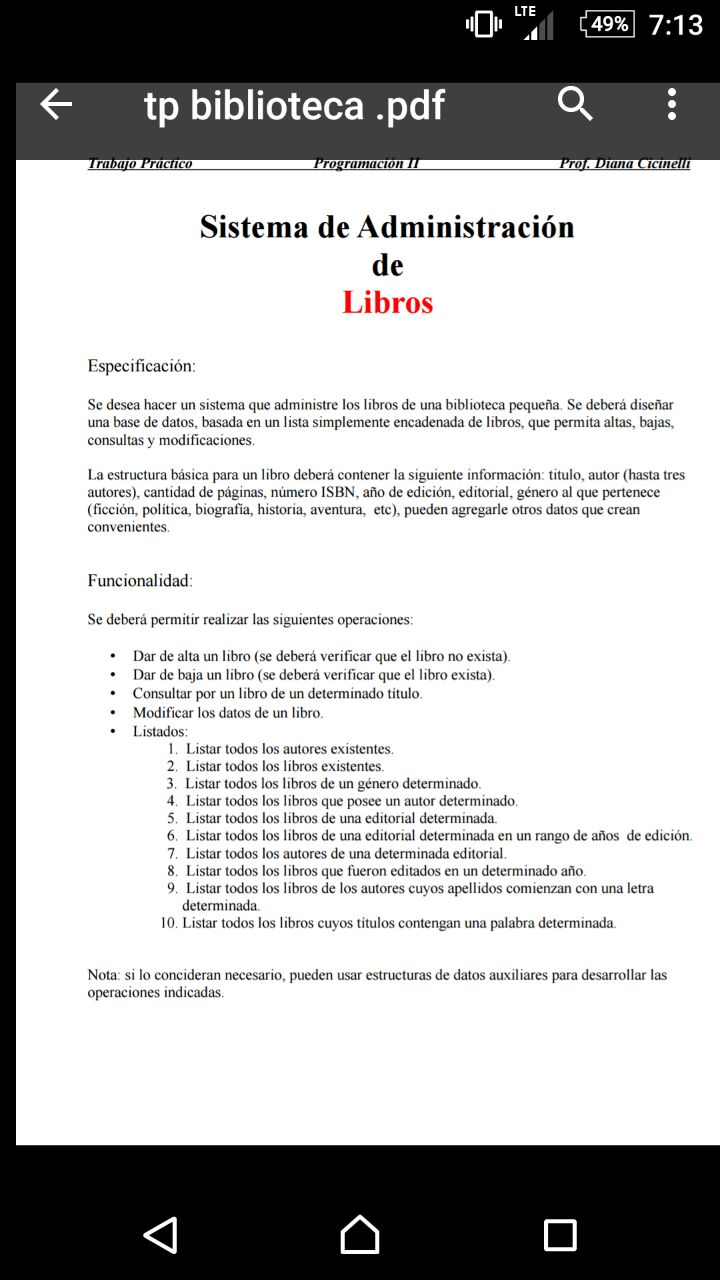 LTE
49% 7:13
tp biblioteca .pdf
Trabajo Práctico Programación II Prof. Diana Cicinelli
Sistema de Administración
de
Libros
Especificación:
Se desea hacer un sistema que administre los libros de una biblioteca pequeña. Se deberá diseñar
una base de datos, basada en un lista simplemente encadenada de libros, que permita altas, bajas,
consultas y modificaciones.
La estructura básica para un libro deberá contener la siguiente información: titulo, autor (hasta tres
autores), cantidad de páginas, número ISBN, año de edición, editorial, género al que pertenece
(ficción, política, biografía, historia, aventura, etc), pueden agregarle otros datos que crean
convenientes.
Funcionalidad:
Se deberá permitir realizar las siguientes operaciones:
• Dar de alta un libro (se deberá verificar que el libro no exista).
• Dar de baja un libro (se deberá verificar que el libro exista).
• Consultar por un libro de un determinado título.
• Modificar los datos de un libro.
• Listados:
1. Listar todos los autores existentes.
2. Listar todos los libros existentes.
3. Listar todos los libros de un género determinado.
4. Listar todos los libros que posee un autor determinado.
5. Listar todos los libros de una editorial determinada.
6. Listar todos los libros de una editorial determinada en un rango de años de edición.
7. Listar todos los autores de una determinada editorial.
8. Listar todos los libros que fueron editados en un determinado año.
9. Listar todos los libros de los autores cuyos apellidos comienzan con una letra
determinada.
10. Listar todos los libros cuyos títulos contengan una palabra determinada.
Nota: si lo concideran necesario, pueden usar estructuras de datos auxiliares para desarrollar las
operaciones indicadas.